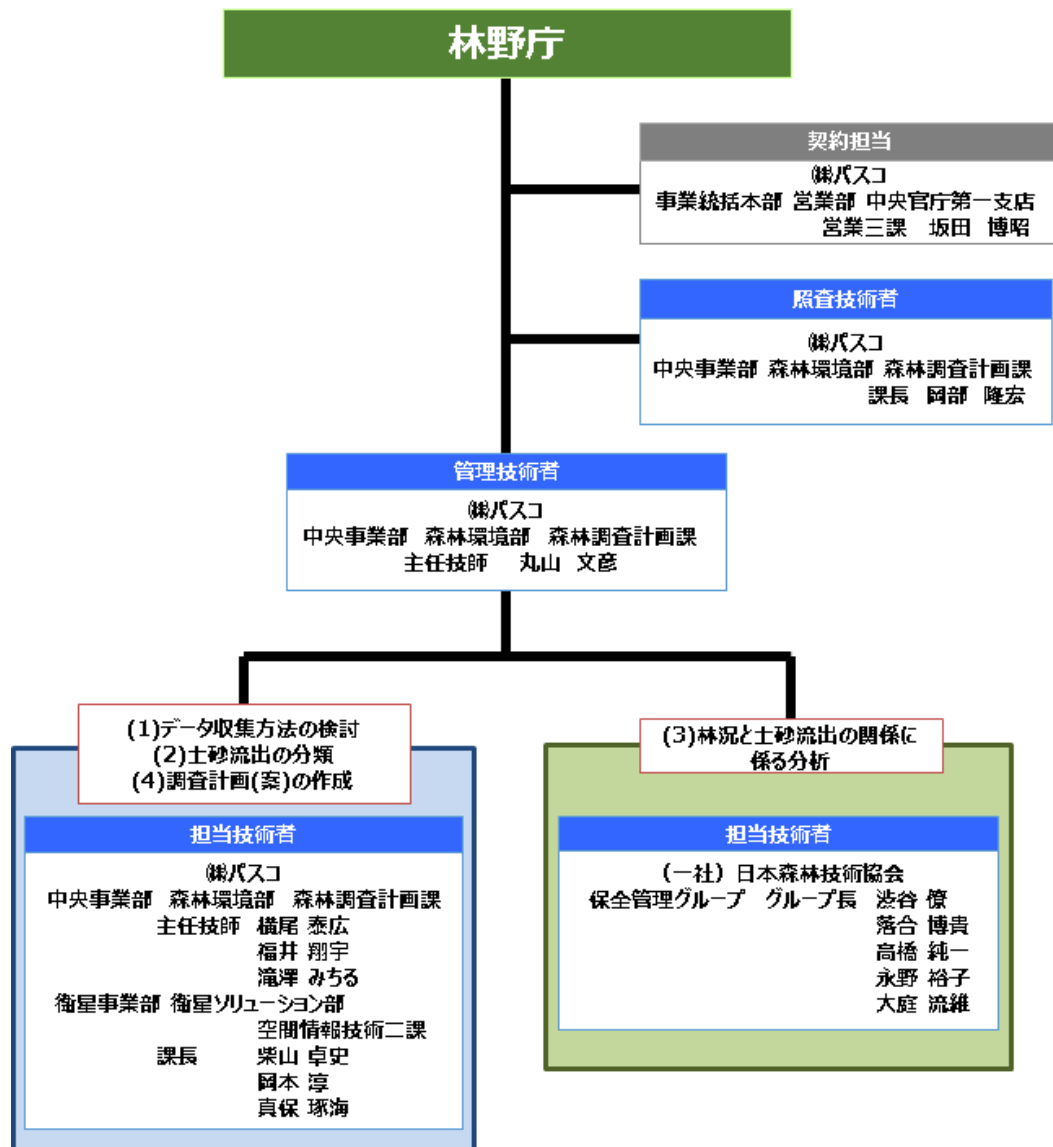 林野庁
契約担当
㈱パスコ
事業統括本部 営業部 中央官庁第一支店
営業三課 坂田 博昭
照査技術者
㈱パスコ
中央事業部 森林環境部 森林調査計画課
課長 岡部 隆宏
管理技術者
㈱パスコ
中央事業部 森林環境部 森林調査計画課
主任技師 丸山 文彦
(1)データ収集方法の検討
(2)土砂流出の分類
(4)調査計画(案)の作成
担当技術者
㈱パスコ
中央事業部 森林環境部 森林調査計画課
主任技師 横尾 泰広
福井 翔宇
滝澤 みちる
衛星事業部 衛星ソリューション部
空間情報技術二課
課長 柴山 卓史
岡本 淳
真保 琢海
(3)林況と土砂流出の関係に
係る分析
担当技術者
(一社)日本森林技術協会
保全管理グループ グループ長 渋谷 僚
落合 博貴
高橋 純一
永野 裕子
大庭 流維